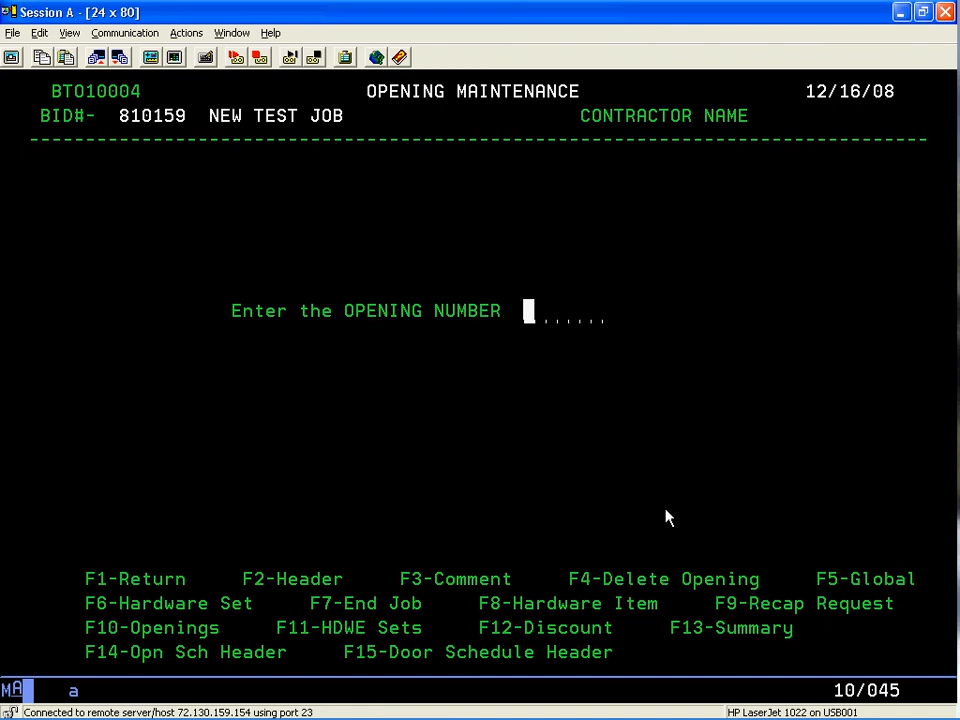 Session A - [24 x 80]
File Edit View Communication Actions Window Help
BTO10004 OPENING MAINTENANCE 12/16/08
BID#- 810159 NEW TEST JOB CONTRACTOR NAME
Enter the OPENING NUMBER
F1-Return F2-Header F3-Comment F4-Delete Opening F5-Global
F6-Hardware Set F7-End Job F8-Hardware Item F9-Recap Request
F10-Openings F11-HDWE Sets F12-Discount F13-Summary
F14-Opn Sch Header F15-Door Schedule Header
MA a 10/045
Connected to remote server/host 72.130.159.154 using port 23 HP LaserJet 1022 on USB001